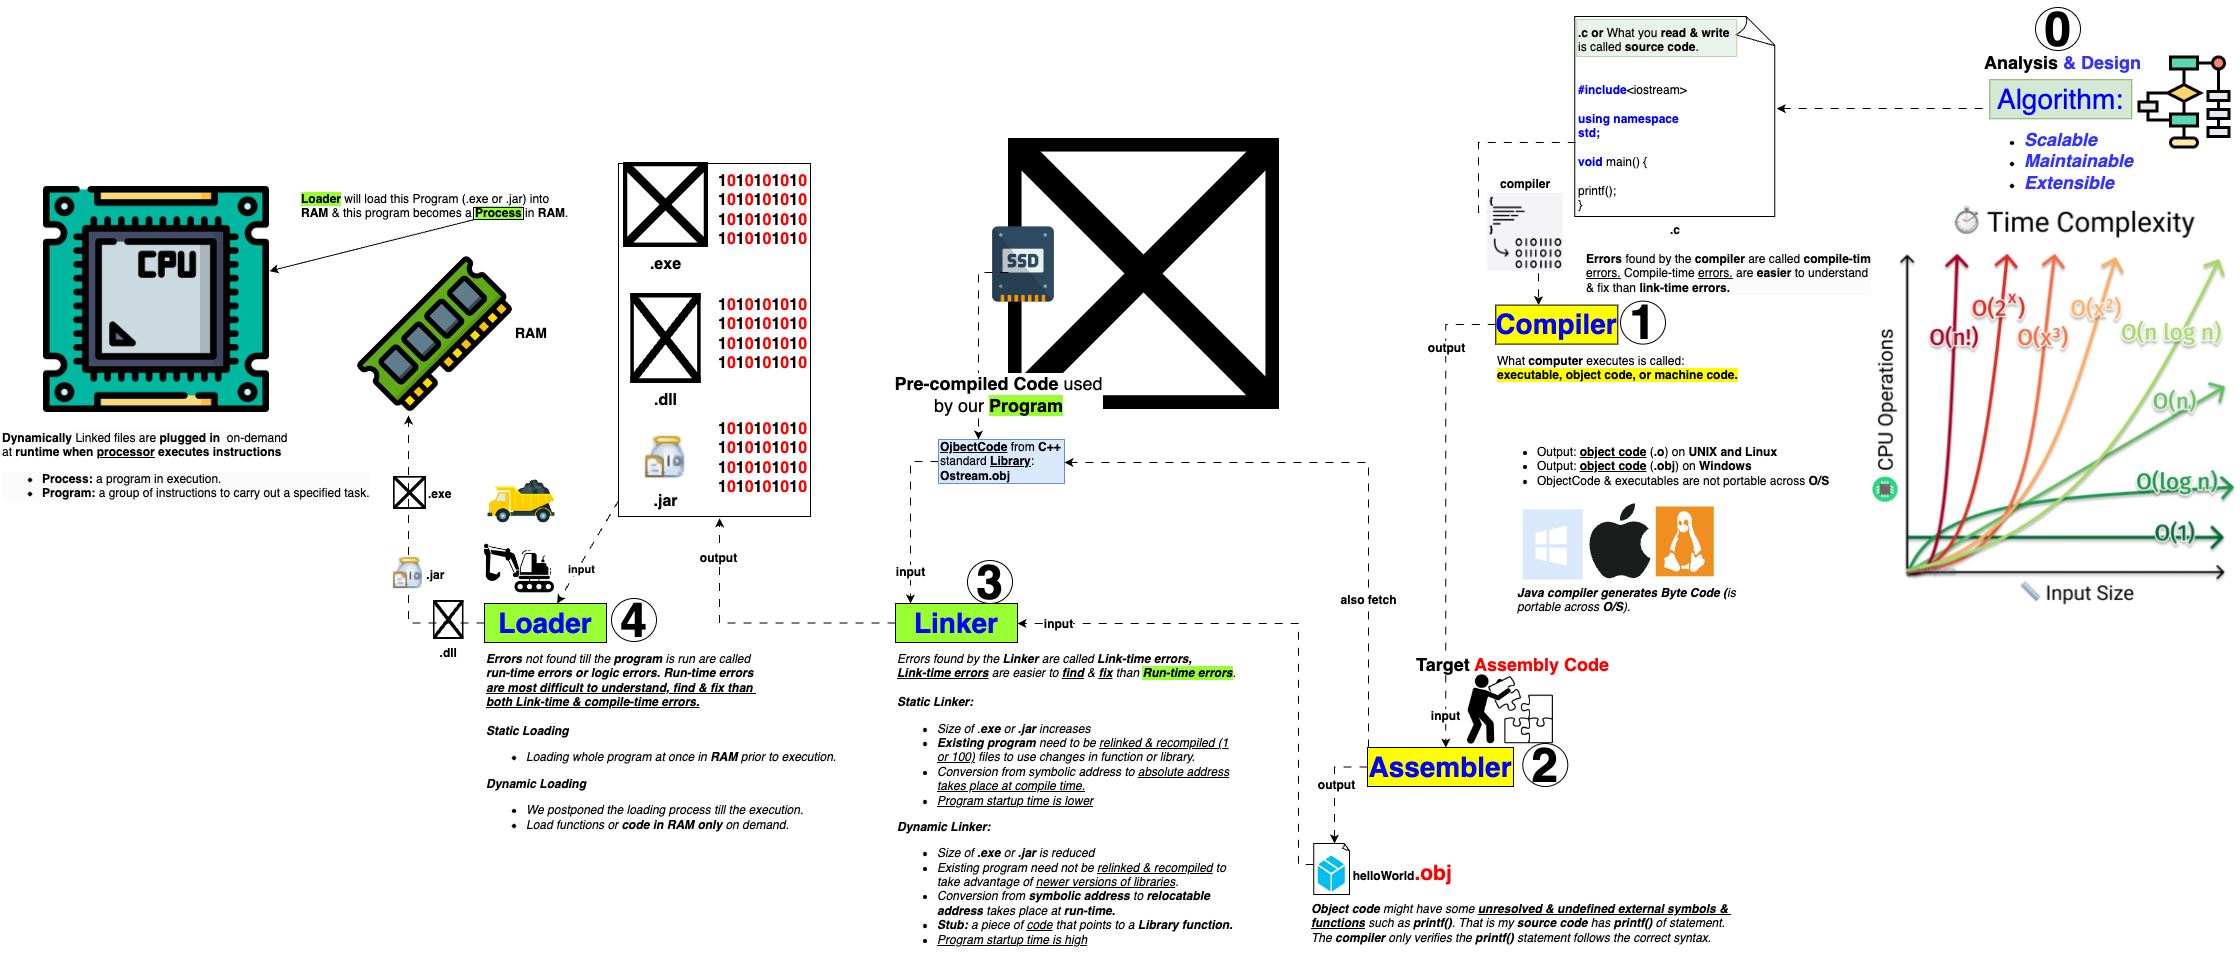 0
Analysis & Design
Algorithm:
Scalable
Maintainable
Extensible
.c or What you read & write
is called source code.
#include<iostream>
using namespace
std;
void main() {
printf();
}
.c
compiler
{
}
010110
010110
011010
Errors found by the compiler are called compile-tim
errors. Compile-time errors. are easier to understand
& fix than link-time errors.
Compiler
1
output
What computer executes is called:
executable, object code, or machine code.
Output: object code (.o) on UNIX and Linux
Output: object code (.obj) on Windows
ObjectCode & executables are not portable across O/S
Java compiler generates Byte Code (is
portable across O/S).
Time Complexity
CPU Operations
O(n!)
O(2^x)
O(x^3)
O(x^2)
O(n log n)
O(n)
O(log n)
O(1)
Input Size
Target Assembly Code
input
Assembler
2
output
also fetch
helloWorld.obj
Object code might have some unresolved & undefined external symbols &
functions such as printf(). That is my source code has printf() of statement.
The compiler only verifies the printf() statement follows the correct syntax.
SSD
Pre-compiled Code used
by our Program
OjbectCode from C++
standard Library:
Ostream.obj
input
3
Linker
input
Errors found by the Linker are called Link-time errors,
Link-time errors are easier to find & fix than Run-time errors.
Static Linker:
Size of .exe or .jar increases
Existing program need to be relinked & recompiled (1
or 100) files to use changes in function or library.
Conversion from symbolic address to absolute address
takes place at compile time.
Program startup time is lower
Dynamic Linker:
Size of .exe or .jar is reduced
Existing program need not be relinked & recompiled to
take advantage of newer versions of libraries.
Conversion from symbolic address to relocatable
address takes place at run-time.
Stub: a piece of code that points to a Library function.
Program startup time is high
output
1010101010
1010101010
1010101010
1010101010
.exe
1010101010
1010101010
1010101010
1010101010
.dll
1010101010
1010101010
1010101010
1010101010
.jar
input
Loader
4
Errors not found till the program is run are called
run-time errors or logic errors. Run-time errors
are most difficult to understand, find & fix than
both Link-time & compile-time errors.
Static Loading
Loading whole program at once in RAM prior to execution.
Dynamic Loading
We postponed the loading process till the execution.
Load functions or code in RAM only on demand.
.dll
.jar
.exe
RAM
Loader will load this Program (.exe or .jar) into
RAM & this program becomes a Process in RAM.
CPU
Dynamically Linked files are plugged in on-demand
at runtime when processor executes instructions
Process: a program in execution.
Program: a group of instructions to carry out a specified task.